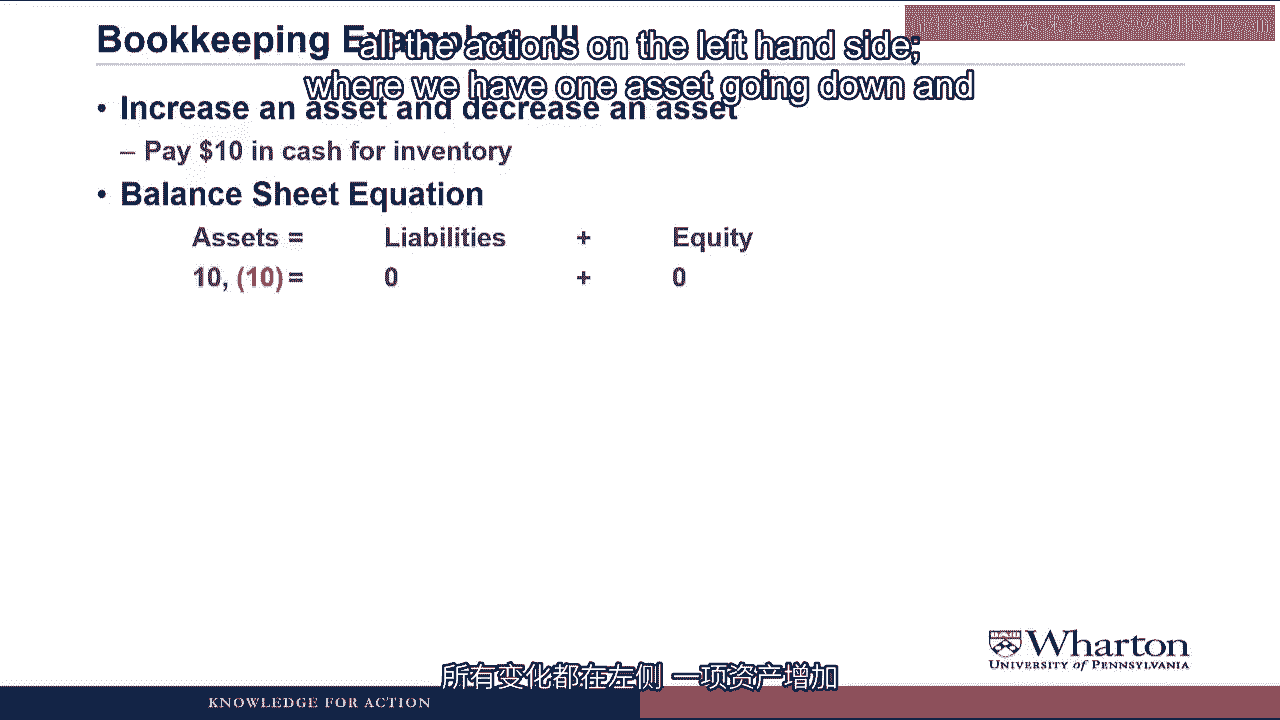 Bookkeeping Examples III
all the actions on the left hand side;
where we have one asset going down and
• Increase an asset and decrease an asset
– Pay $10 in cash for inventory
• Balance Sheet Equation
Assets = Liabilities + Equity
10, (10) = 0 + 0
Wharton
UNIVERSITY of PENNSYLVANIA
所有变化都在左侧 一项资产增加
KNOWLEDGE FOR ACTION